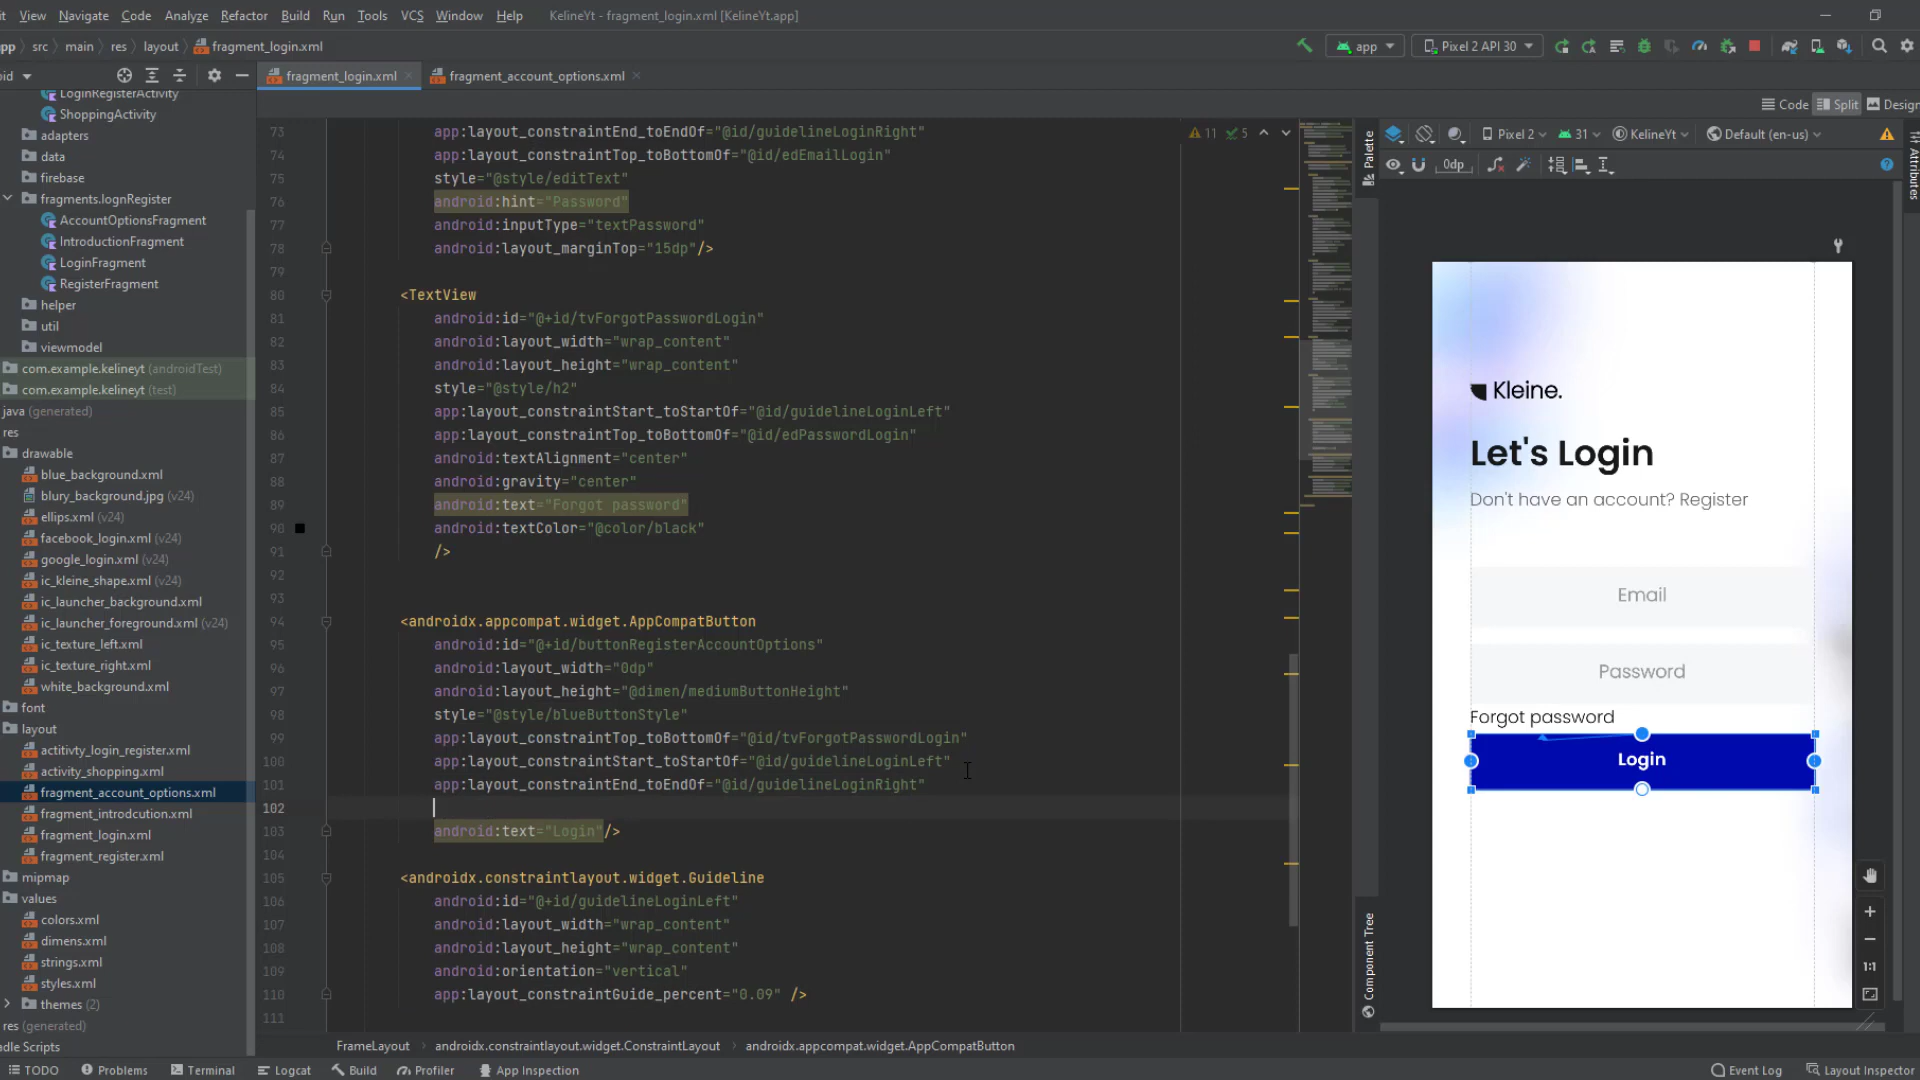 it View Navigate Code Analyze Refactor Build Run Tools VCS Window Help KelineYt - fragment_login.xml [KelineYt.app]
app src main res layout fragment_login.xml app Pixel 2 API 30
oid fragment_login.xml fragment_account_options.xml
Code Split Design
LoginRegisterActivity
ShoppingActivity
adapters
data
firebase
fragments.lognRegister
AccountOptionsFragment
IntroductionFragment
LoginFragment
RegisterFragment
helper
util
viewmodel
com.example.kelineyt (androidTest)
com.example.kelineyt (test)
java (generated)
res
drawable
blue_background.xml
blury_background.jpg (v24)
ellips.xml (v24)
facebook_login.xml (v24)
google_login.xml (v24)
ic_kleine_shape.xml (v24)
ic_launcher_background.xml
ic_launcher_foreground.xml (v24)
ic_texture_left.xml
ic_texture_right.xml
white_background.xml
font
layout
actitivty_login_register.xml
activity_shopping.xml
fragment_account_options.xml
fragment_introdcution.xml
fragment_login.xml
fragment_register.xml
mipmap
values
colors.xml
dimens.xml
strings.xml
styles.xml
themes (2)
res (generated)
adle Scripts
73 app:layout_constraintEnd_toEndOf="@id/guidelineLoginRight"
74 app:layout_constraintTop_toBottomOf="@id/edEmailLogin"
75 style="@style/editText"
76 android:hint="Password"
77 android:inputType="textPassword"
78 android:layout_marginTop="15dp"/>
79
80 <TextView
81 android:id="@+id/tvForgotPasswordLogin"
82 android:layout_width="wrap_content"
83 android:layout_height="wrap_content"
84 style="@style/h2"
85 app:layout_constraintStart_toStartOf="@id/guidelineLoginLeft"
86 app:layout_constraintTop_toBottomOf="@id/edPasswordLogin"
87 android:textAlignment="center"
88 android:gravity="center"
89 android:text="Forgot password"
90 android:textColor="@color/black"
91 />
92
93
94 <androidx.appcompat.widget.AppCompatButton
95 android:id="@+id/buttonRegisterAccountOptions"
96 android:layout_width="0dp"
97 android:layout_height="@dimen/mediumButtonHeight"
98 style="@style/blueButtonStyle"
99 app:layout_constraintTop_toBottomOf="@id/tvForgotPasswordLogin"
100 app:layout_constraintStart_toStartOf="@id/guidelineLoginLeft"
101 app:layout_constraintEnd_toEndOf="@id/guidelineLoginRight"
102
103 android:text="Login"/>
104
105 <androidx.constraintlayout.widget.Guideline
106 android:id="@+id/guidelineLoginLeft"
107 android:layout_width="wrap_content"
108 android:layout_height="wrap_content"
109 android:orientation="vertical"
110 app:layout_constraintGuide_percent="0.09" />
111
11 5
Palette
Component Tree
Pixel 2 31 KelineYt Default (en-us)
0dp
Attributes
Kleine.
Let's Login
Don't have an account? Register
Email
Password
Forgot password
Login
1:1
FrameLayout androidx.constraintlayout.widget.ConstraintLayout androidx.appcompat.widget.AppCompatButton
TODO Problems Terminal Logcat Build Profiler App Inspection Event Log Layout Inspector